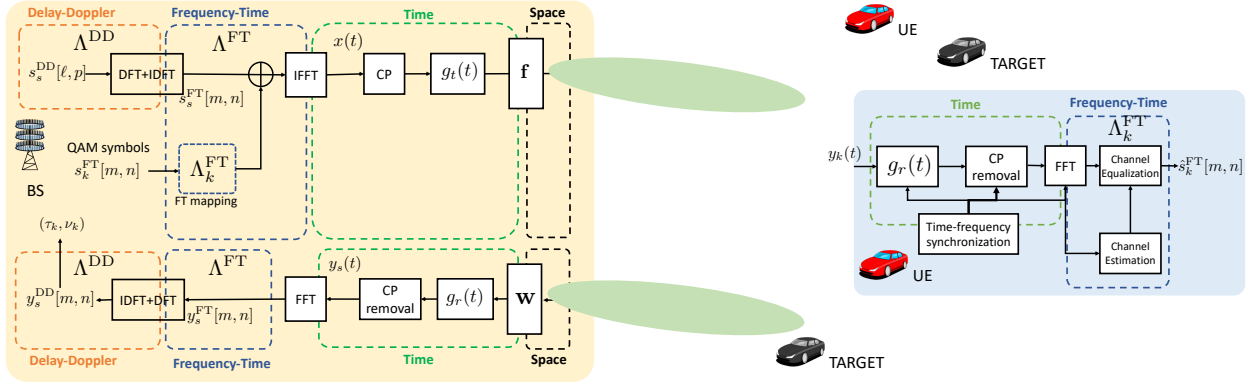 Delay-Doppler
Frequency-Time
Time
Space
Λ^DD
Λ^FT
x(t)
s_s^DD[ℓ, p]
DFT+IDFT
IFFT
CP
g_t(t)
f
s_s^FT[m, n]
QAM symbols
s_k^FT[m, n]
Λ_k^FT
FT mapping
BS
(τ_k, ν_k)
Λ^DD
Λ^FT
y_s(t)
y_s^DD[m, n]
IDFT+DFT
y_s^FT[m, n]
FFT
CP
removal
g_r(t)
w
Delay-Doppler
Frequency-Time
Time
Space
UE
TARGET
Time
Frequency-Time
Λ_k^FT
y_k(t)
g_r(t)
CP
removal
FFT
Channel
Equalization
ŝ_k^FT[m, n]
Time-frequency
synchronization
Channel
Estimation
UE
TARGET